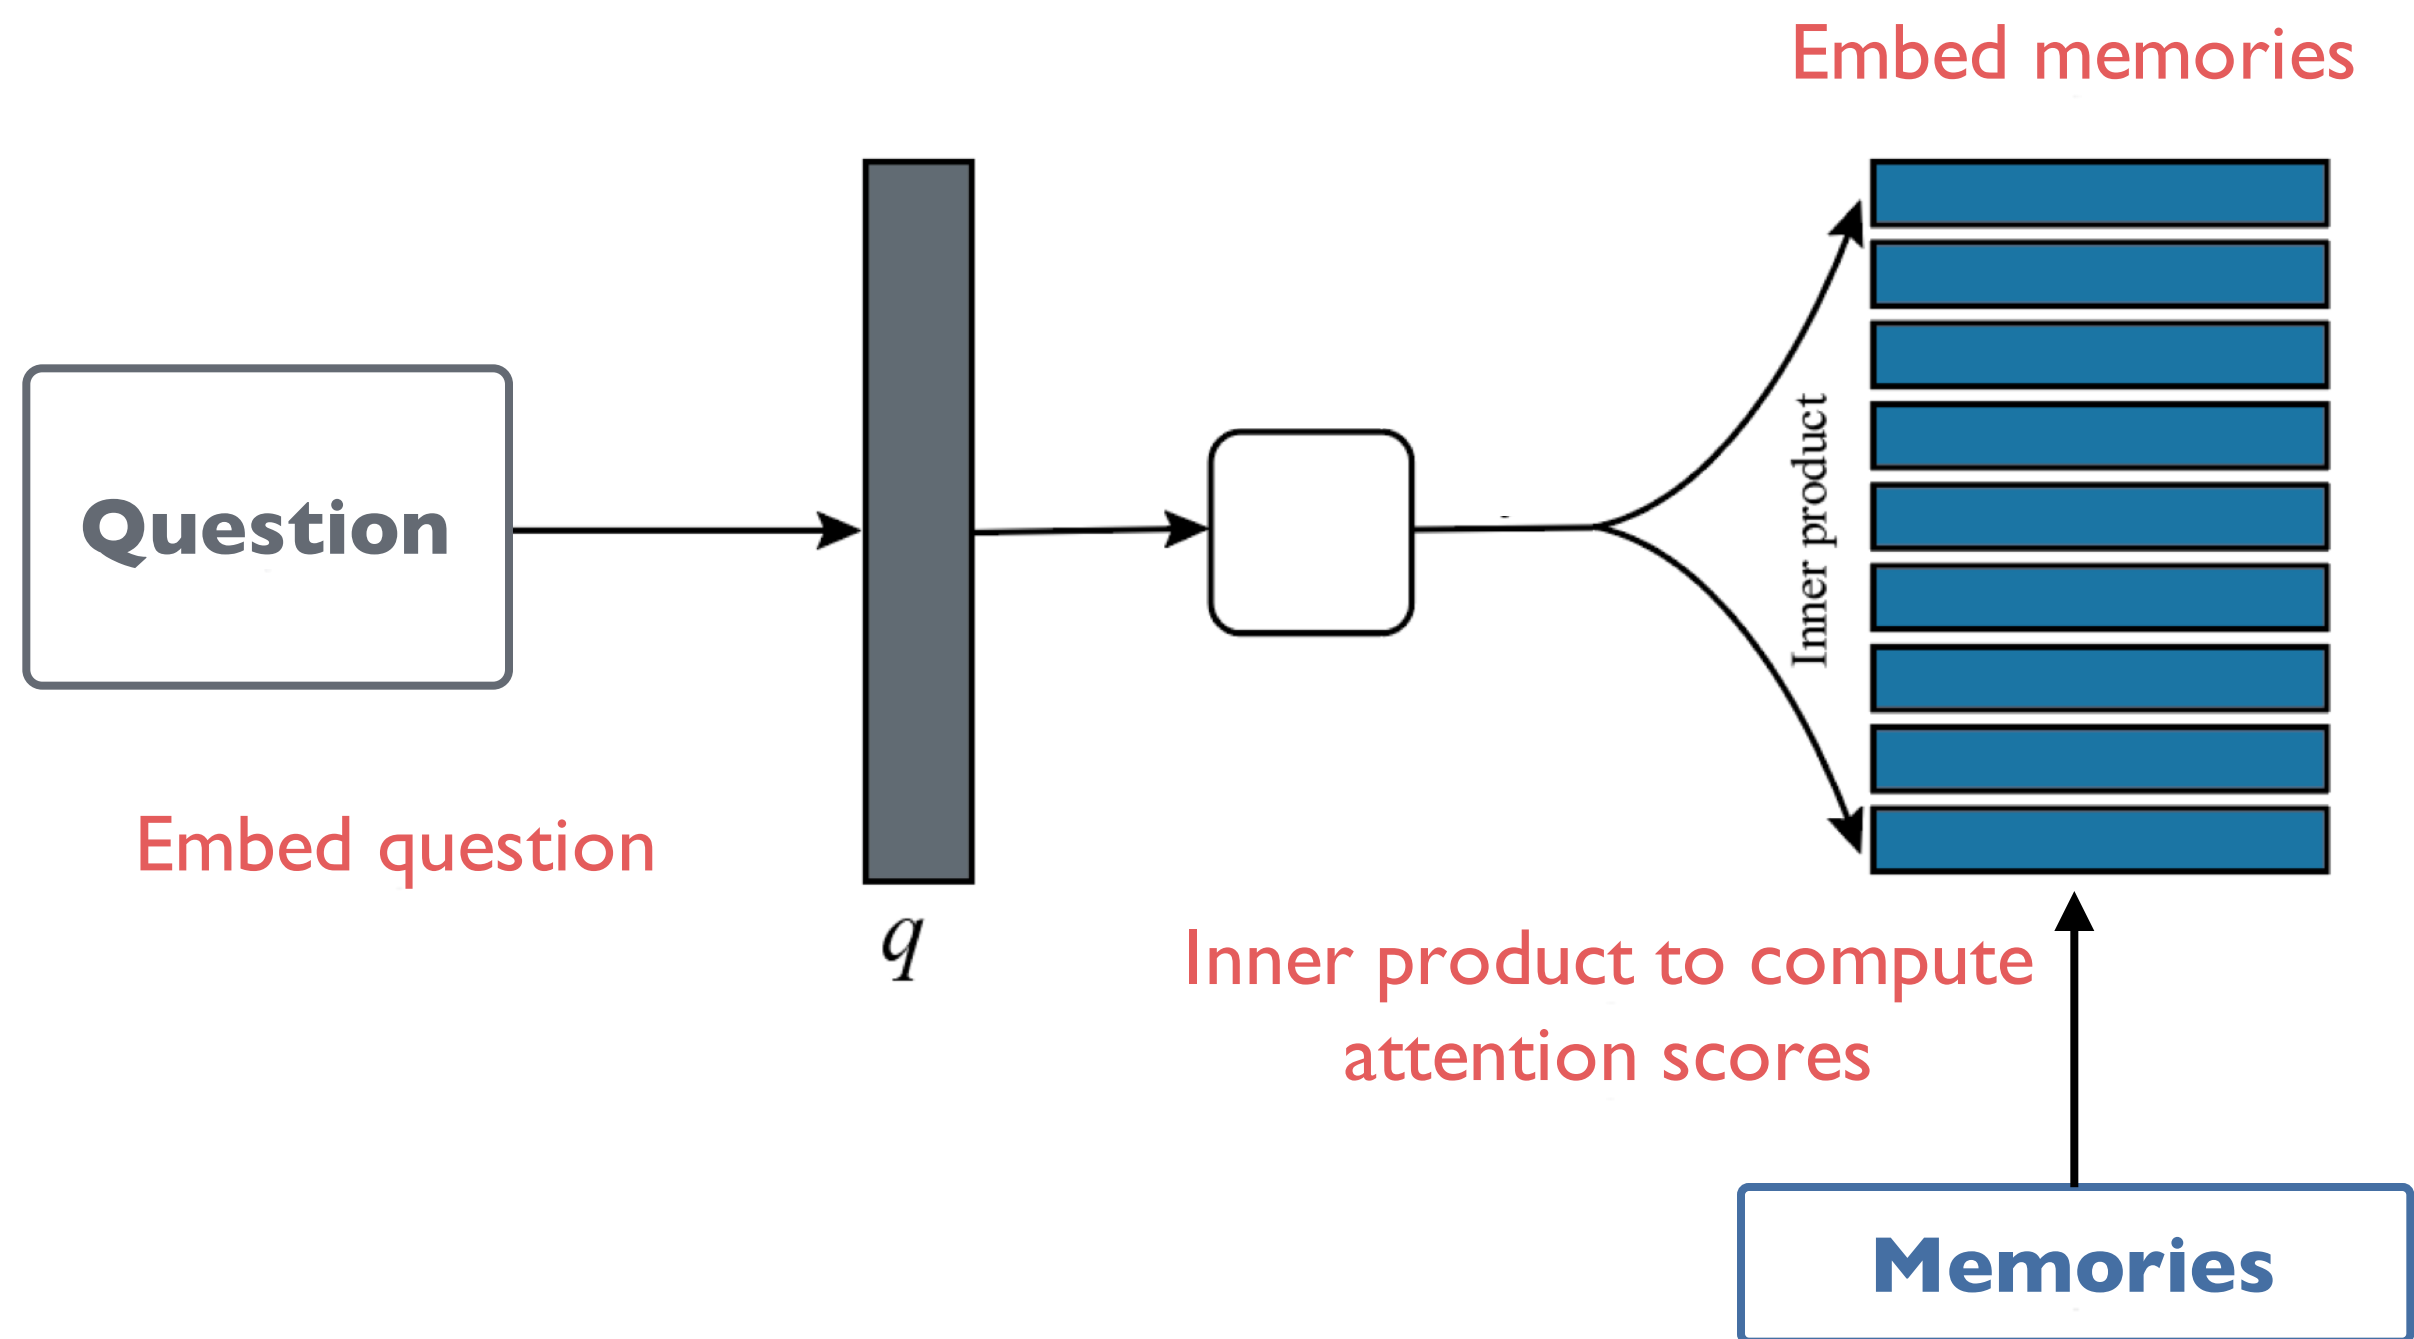 Embed memories
Question
Inner product
Embed question
q
Inner product to compute
attention scores
Memories